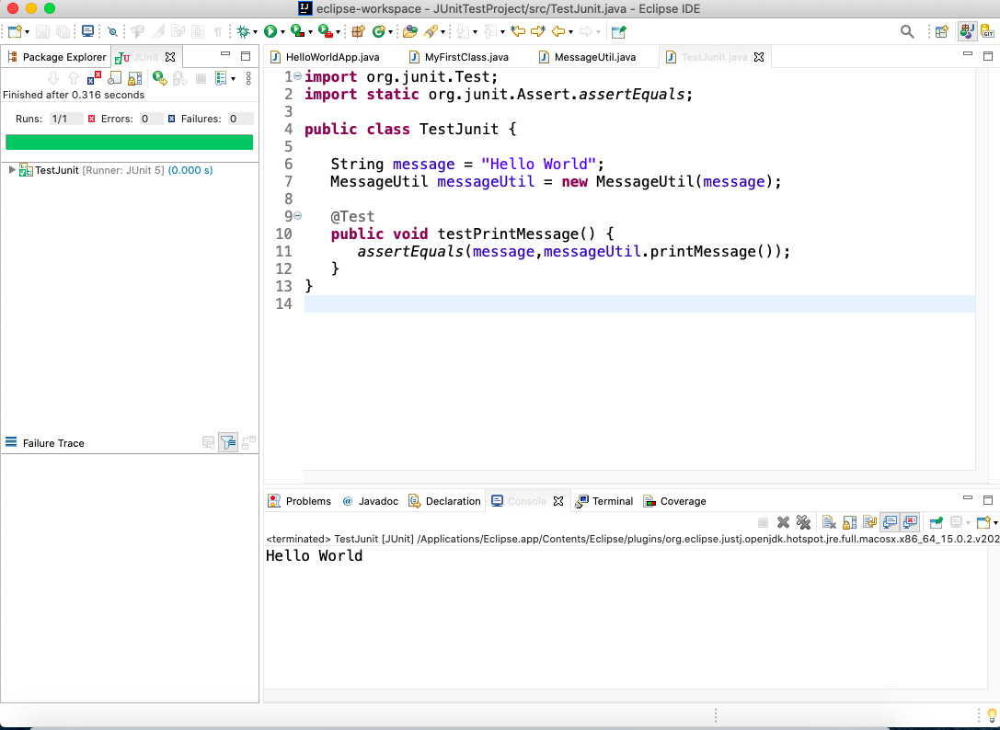 eclipse-workspace - JUnitTestProject/src/TestJunit.java - Eclipse IDE
Package Explorer JUnit
Finished after 0.316 seconds
Runs: 1/1 Errors: 0 Failures: 0
TestJunit [Runner: JUnit 5] (0.000 s)
Failure Trace
HelloWorldApp.java MyFirstClass.java MessageUtil.java TestJunit.java
1 import org.junit.Test;
2 import static org.junit.Assert.assertEquals;
3
4 public class TestJunit {
5
6 String message = "Hello World";
7 MessageUtil messageUtil = new MessageUtil(message);
8
9 @Test
10 public void testPrintMessage() {
11 assertEquals(message,messageUtil.printMessage());
12 }
13 }
14
Problems @ Javadoc Declaration Console Terminal Coverage
<terminated> TestJunit [JUnit] /Applications/Eclipse.app/Contents/Eclipse/plugins/org.eclipse.justj.openjdk.hotspot.jre.full.macosx.x86_64_15.0.2.v202
Hello World